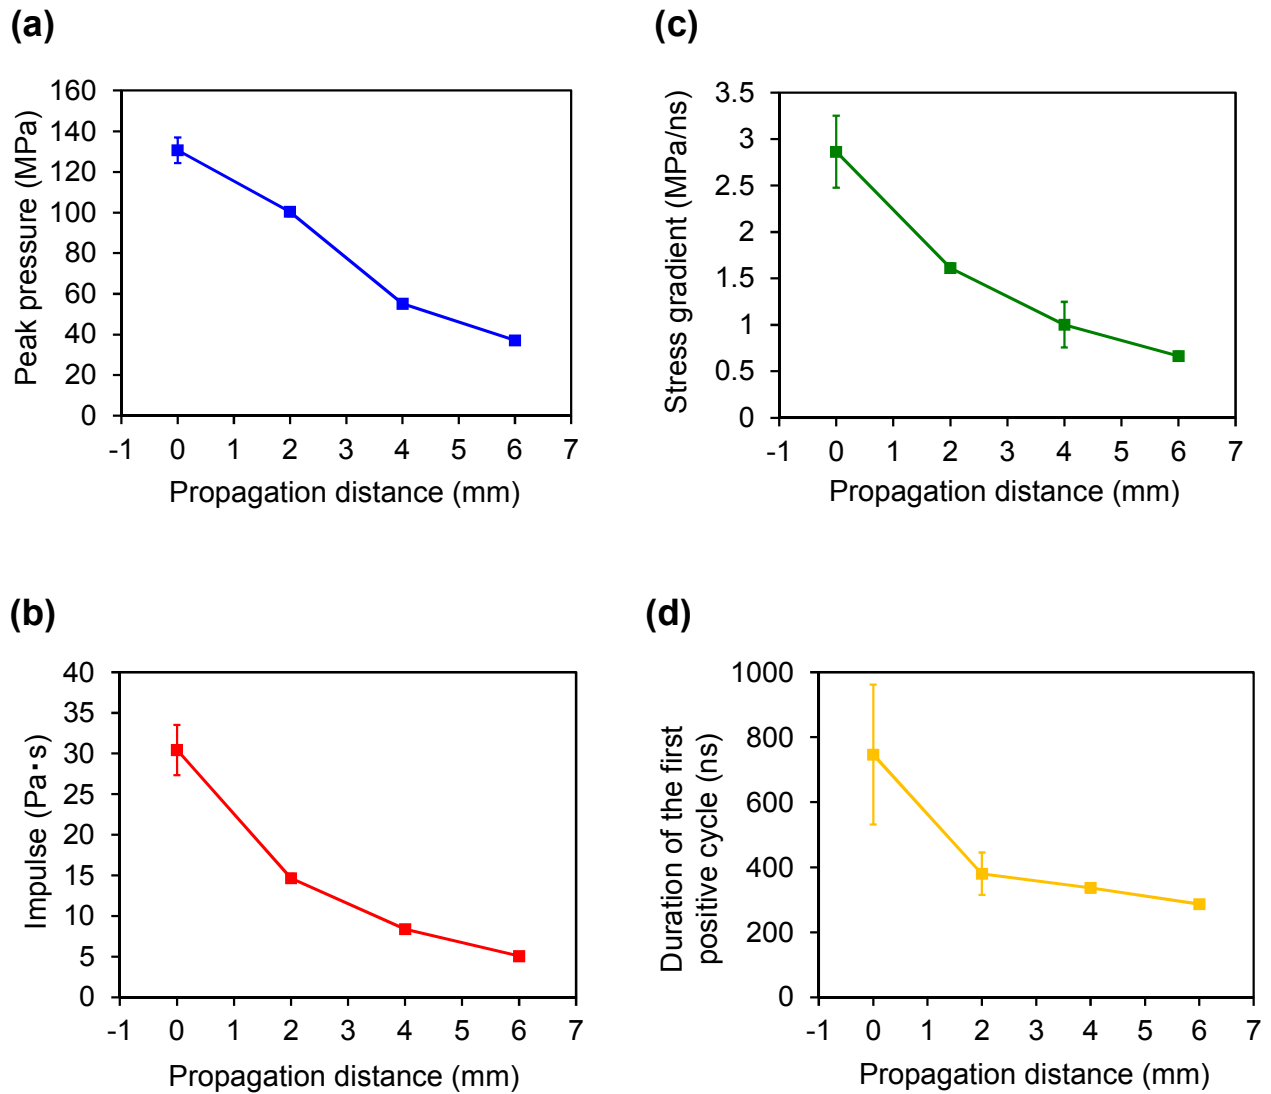 (a)
160
140
120
100
80
60
40
20
0
-1 0 1 2 3 4 5 6 7
Peak pressure (MPa)
Propagation distance (mm)
(c)
3.5
3
2.5
2
1.5
1
0.5
0
-1 0 1 2 3 4 5 6 7
Stress gradient (MPa/ns)
Propagation distance (mm)
(b)
40
35
30
25
20
15
10
5
0
-1 0 1 2 3 4 5 6 7
Impulse (Pa・s)
Propagation distance (mm)
(d)
1000
800
600
400
200
0
-1 0 1 2 3 4 5 6 7
Duration of the first
positive cycle (ns)
Propagation distance (mm)